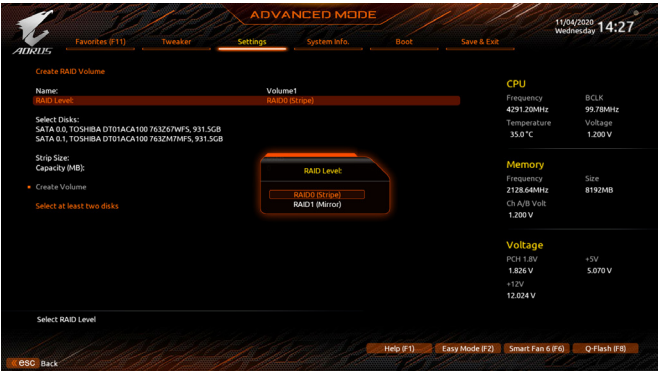 ADVANCED MODE
11/04/2020 14:27
Wednesday
AORUS
Favorites (F11) Tweaker Settings System Info. Boot Save & Exit
Create RAID Volume
Name: Volume1
RAID Level: RAID0 (Stripe)
Select Disks:
SATA 0.0, TOSHIBA DT01ACA100 763Z67WFS, 931.5GB
SATA 0.1, TOSHIBA DT01ACA100 763ZM7MFS, 931.5GB
Strip Size:
Capacity (MB):
Create Volume
Select at least two disks
RAID Level:
RAID0 (Stripe)
RAID1 (Mirror)
CPU
Frequency BCLK
4291.20MHz 99.78MHz
Temperature Voltage
35.0 °C 1.200 V
Memory
Frequency Size
2128.64MHz 8192MB
Ch A/B Volt
1.200 V
Voltage
PCH 1.8V +5V
1.826 V 5.070 V
+12V
12.024 V
Select RAID Level
Help (F1) Easy Mode (F2) Smart Fan 6 (F6) Q-Flash (F8)
esc Back